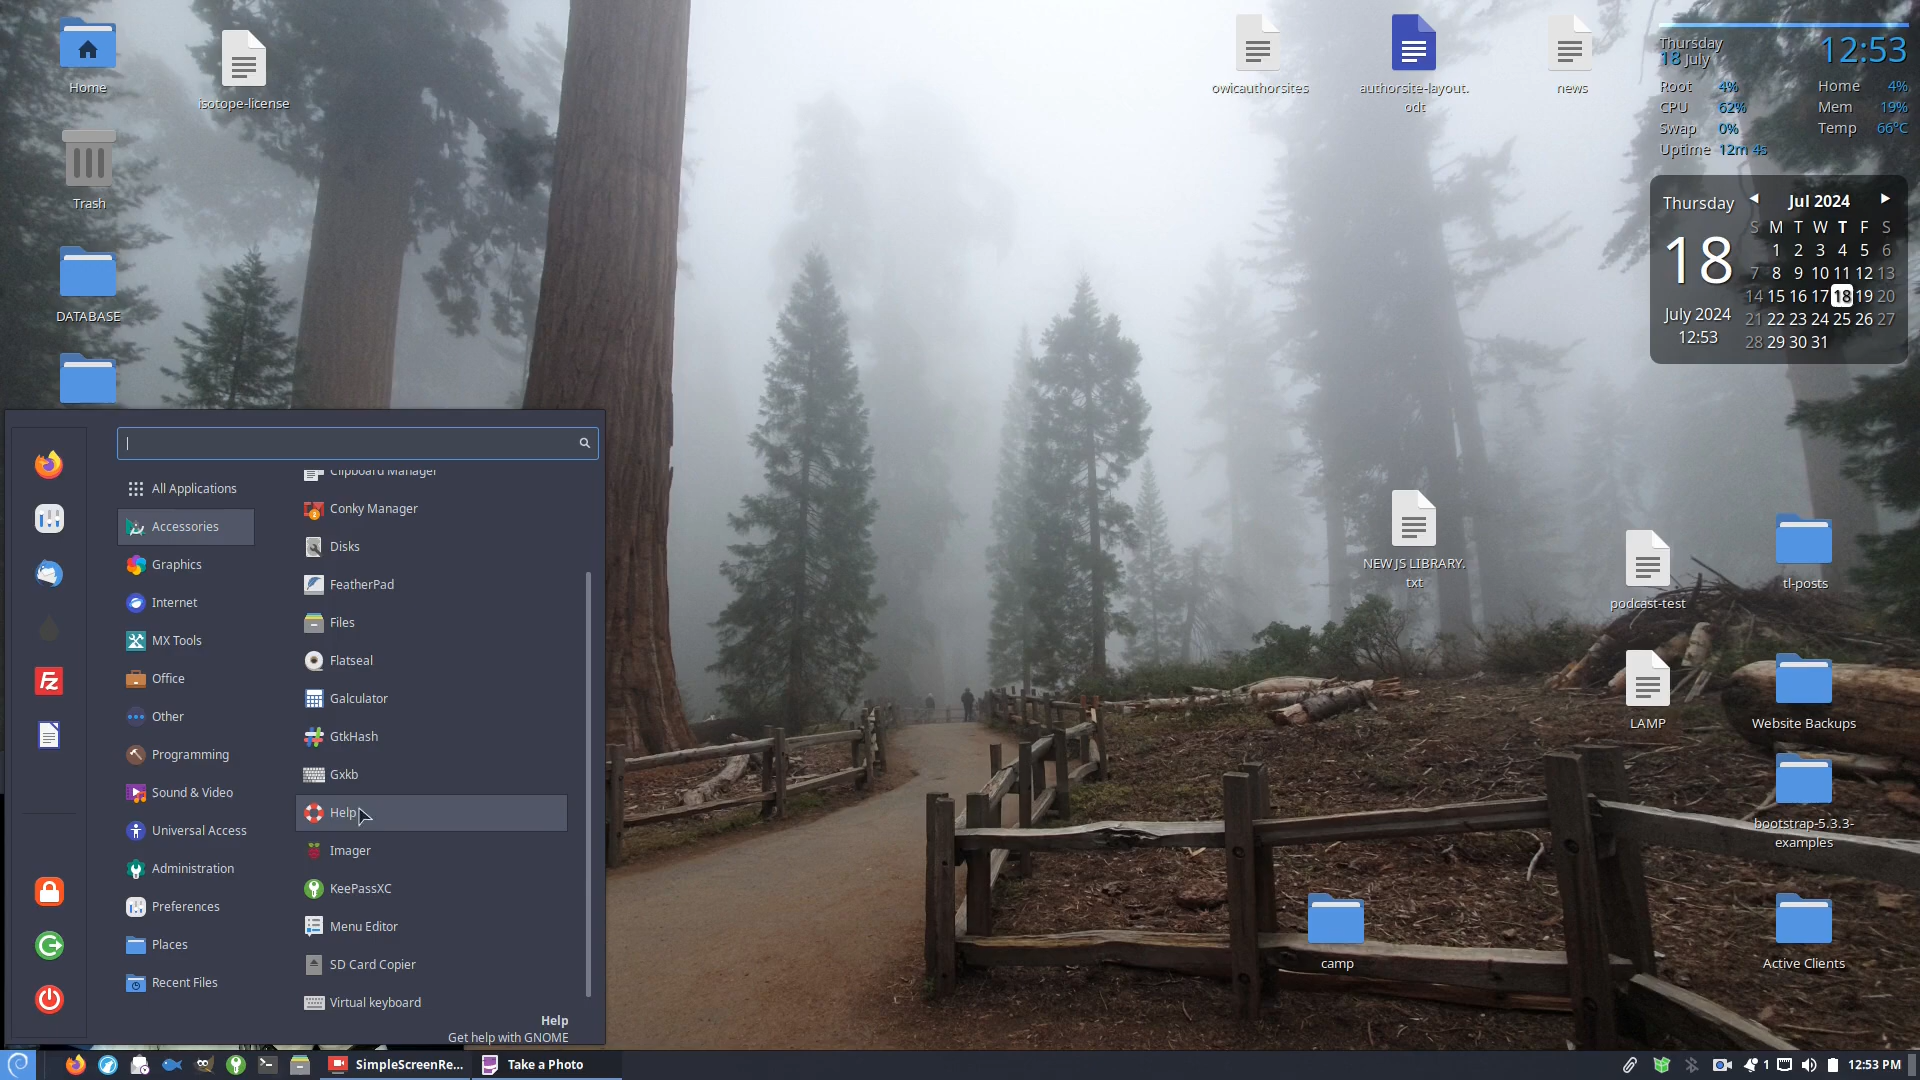 Home
isotope-license
Trash
DATABASE
owicauthorsites
authorsite-layout.
odt
news
Thursday
18 July
12:53
Root 4% Home 4%
CPU 62% Mem 19%
Swap 0% Temp 66°C
Uptime 12m 4s
Thursday
18
July 2024
12:53
◄ Jul 2024 ►
S M T W T F S
1 2 3 4 5 6
7 8 9 10 11 12 13
14 15 16 17 18 19 20
21 22 23 24 25 26 27
28 29 30 31
NEW JS LIBRARY.
txt
podcast-test
tl-posts
LAMP
Website Backups
bootstrap-5.3.3-
examples
camp
Active Clients
All Applications
Accessories
Graphics
Internet
MX Tools
Office
Other
Programming
Sound & Video
Universal Access
Administration
Preferences
Places
Recent Files
Clipboard Manager
Conky Manager
Disks
FeatherPad
Files
Flatseal
Galculator
GtkHash
Gxkb
Help
Imager
KeePassXC
Menu Editor
SD Card Copier
Virtual keyboard
Help
Get help with GNOME
SimpleScreenRe...
Take a Photo
1
12:53 PM